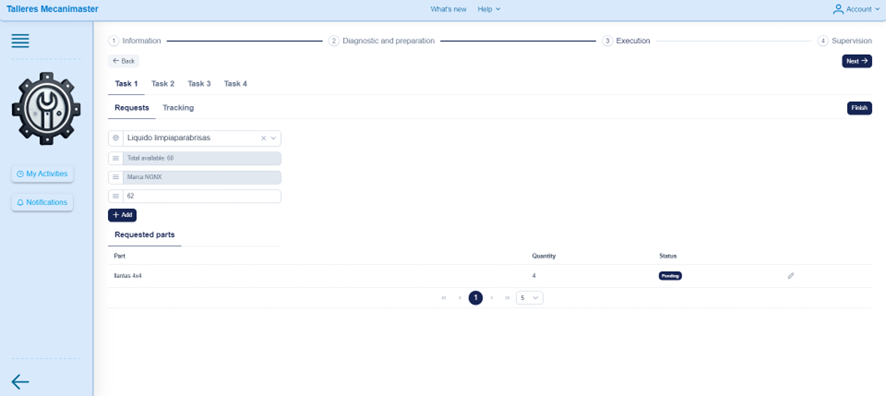 Talleres Mecanimaster
What's new Help Account
1 Information 2 Diagnostic and preparation 3 Execution 4 Supervision
Back Next
Task 1 Task 2 Task 3 Task 4
Requests Tracking Finish
Liquido limpiaparabrisas
Total available: 60
Marca NGNX
62
+ Add
My Activities
Notifications
Requested parts
Part Quantity Status
llantas 4x4 4 Pending
1 5